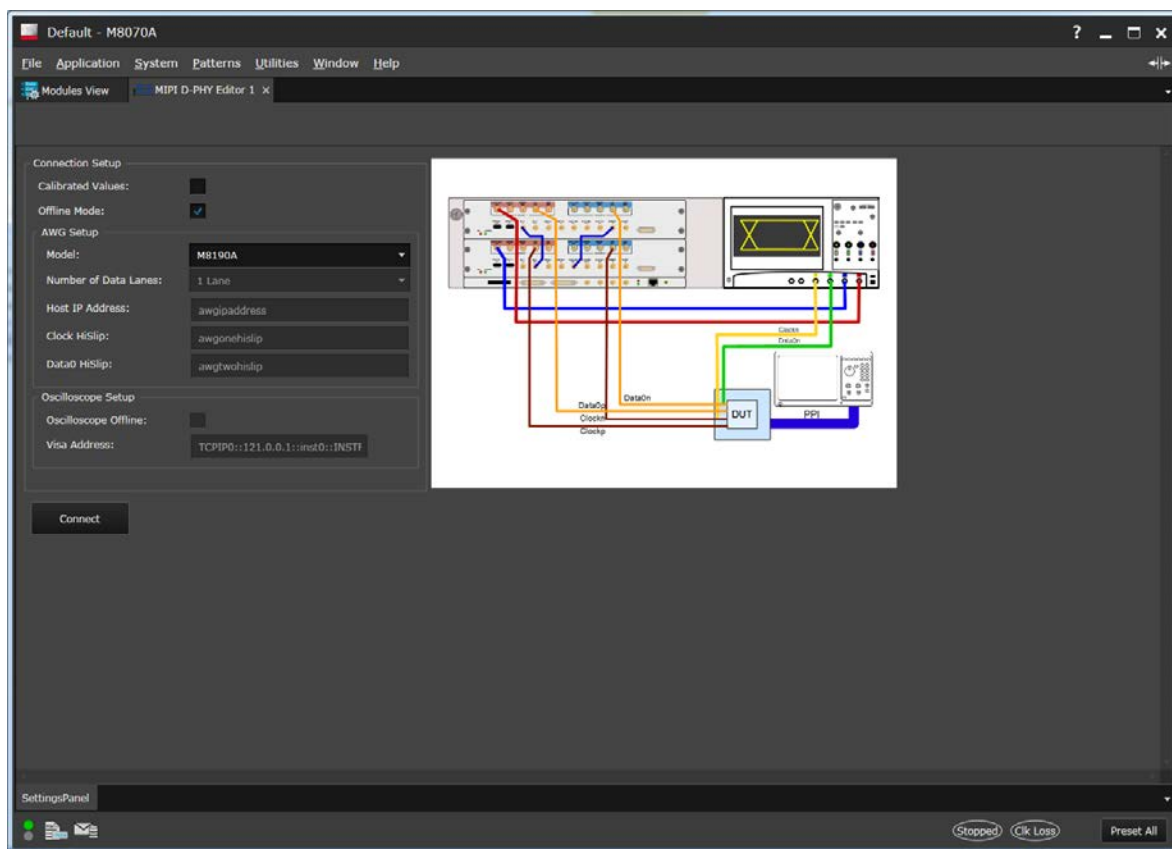 Default - M8070A
? 
File Application System Patterns Utilities Window Help
Modules View MIPI D-PHY Editor 1 ×
Connection Setup
Calibrated Values:
Offline Mode:
AWG Setup
Model: M8190A
Number of Data Lanes: 1 Lane
Host IP Address: awgipaddress
Clock HiSlip: awgonehislip
Data0 HiSlip: awgtwohislip
Oscilloscope Setup
Oscilloscope Offline:
Visa Address: TCPIP0::121.0.0.1::inst0::INSTF
Connect
Clockn
Data0n
Data0p
Data0n
Clockn
Clockp
DUT
PPI
SettingsPanel
Stopped Clk Loss Preset All